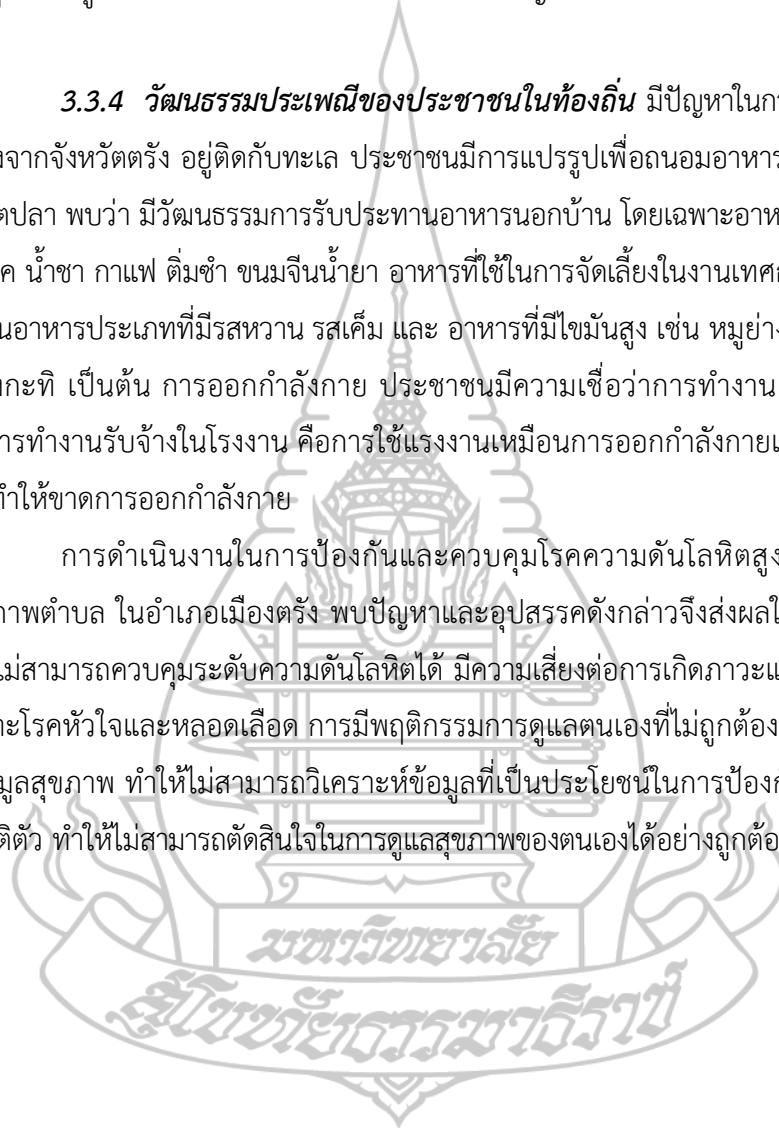 3.3.4 วัฒนธรรมประเพณีของประชาชนในท้องถิ่น มีปัญหาในก
งจากจังหวัดตรัง อยู่ติดกับทะเล ประชาชนมีการแปรรูปเพื่อถนอมอาหาร
ตปลา พบว่า มีวัฒนธรรมการรับประทานอาหารนอกบ้าน โดยเฉพาะอาห
ค น้ำชา กาแฟ ติ่มซำ ขนมจีนน้ำยา อาหารที่ใช้ในการจัดเลี้ยงในงานเทศก
นอาหารประเภทที่มีรสหวาน รสเค็ม และ อาหารที่มีไขมันสูง เช่น หมูย่าง
งกะทิ เป็นต้น การออกกำลังกาย ประชาชนมีความเชื่อว่าการทำงาน
ารทำงานรับจ้างในโรงงาน คือการใช้แรงงานเหมือนการออกกำลังกายแ
ทำให้ขาดการออกกำลังกาย
การดำเนินงานในการป้องกันและควบคุมโรคความดันโลหิตสูง
ภาพตำบล ในอำเภอเมืองตรัง พบปัญหาและอุปสรรคดังกล่าวจึงส่งผลใ
ไม่สามารถควบคุมระดับความดันโลหิตได้ มีความเสี่ยงต่อการเกิดภาวะแ
าะโรคหัวใจและหลอดเลือด การมีพฤติกรรมการดูแลตนเองที่ไม่ถูกต้อง
มูลสุขภาพ ทำให้ไม่สามารถวิเคราะห์ข้อมูลที่เป็นประโยชน์ในการป้องก
ติตัว ทำให้ไม่สามารถตัดสินใจในการดูแลสุขภาพของตนเองได้อย่างถูกต้อ
มหาวิทยาลัย
สุโขทัยธรรมาธิราช